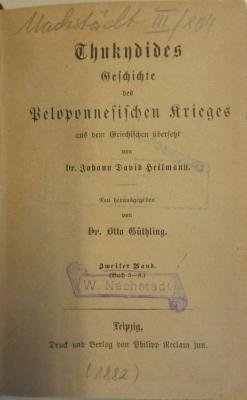 Nachstädt III/804
Thukydides
Geschichte
des
Peloponnesischen Krieges
aus dem Griechischen übersetzt
von
Dr. Johann David Heilmann.
Neu herausgegeben
von
Dr. Otto Güthling.
Zweiter Band.
(Buch 5–8.)
W. Nachstädt
Leipzig,
Druck und Verlag von Philipp Reclam jun.
(1882)